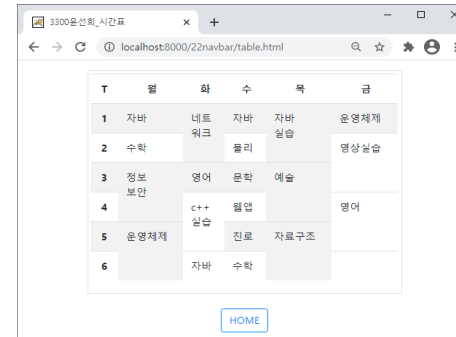 3300윤선희_시간표
localhost:8000/22navbar/table.html
T 월 화 수 목 금
1 자바 네트워크 자바 자바실습 운영체제
2 수학 물리 영상실습
3 정보보안 영어 문학 예술
4 c++실습 웹앱 영어
5 운영체제 진로 자료구조
6 자바 수학
HOME